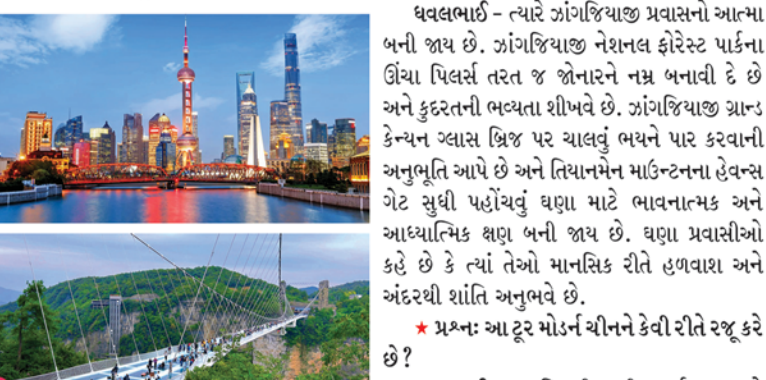 ધવલભાઈ - ત્યારે ઝાંગજિયાજી પ્રવાસનો આત્મા
બની જાય છે. ઝાંગજિયાજી નેશનલ ફોરેસ્ટ પાર્કના
ઊંચા પિલર્સ તરત જ જોનારને નમ્ર બનાવી દે છે
અને કુદરતની ભવ્યતા શીખવે છે. ઝાંગજિયાજી ગ્રાન્ડ
કેન્યન ગ્લાસ બ્રિજ પર ચાલવું ભયને પાર કરવાની
અનુભૂતિ આપે છે અને તિયાનમેન માઉન્ટનના હેવન્સ
ગેટ સુધી પહોંચવું ઘણા માટે ભાવનાત્મક અને
આધ્યાત્મિક ક્ષણ બની જાય છે. ઘણા પ્રવાસીઓ
કહે છે કે ત્યાં તેઓ માનસિક રીતે હળવાશ અને
અંદરથી શાંતિ અનુભવે છે.
★ પ્રશ્નઃ આ ટૂર મોડર્ન ચીનને કેવી રીતે રજૂ કરે
છે?